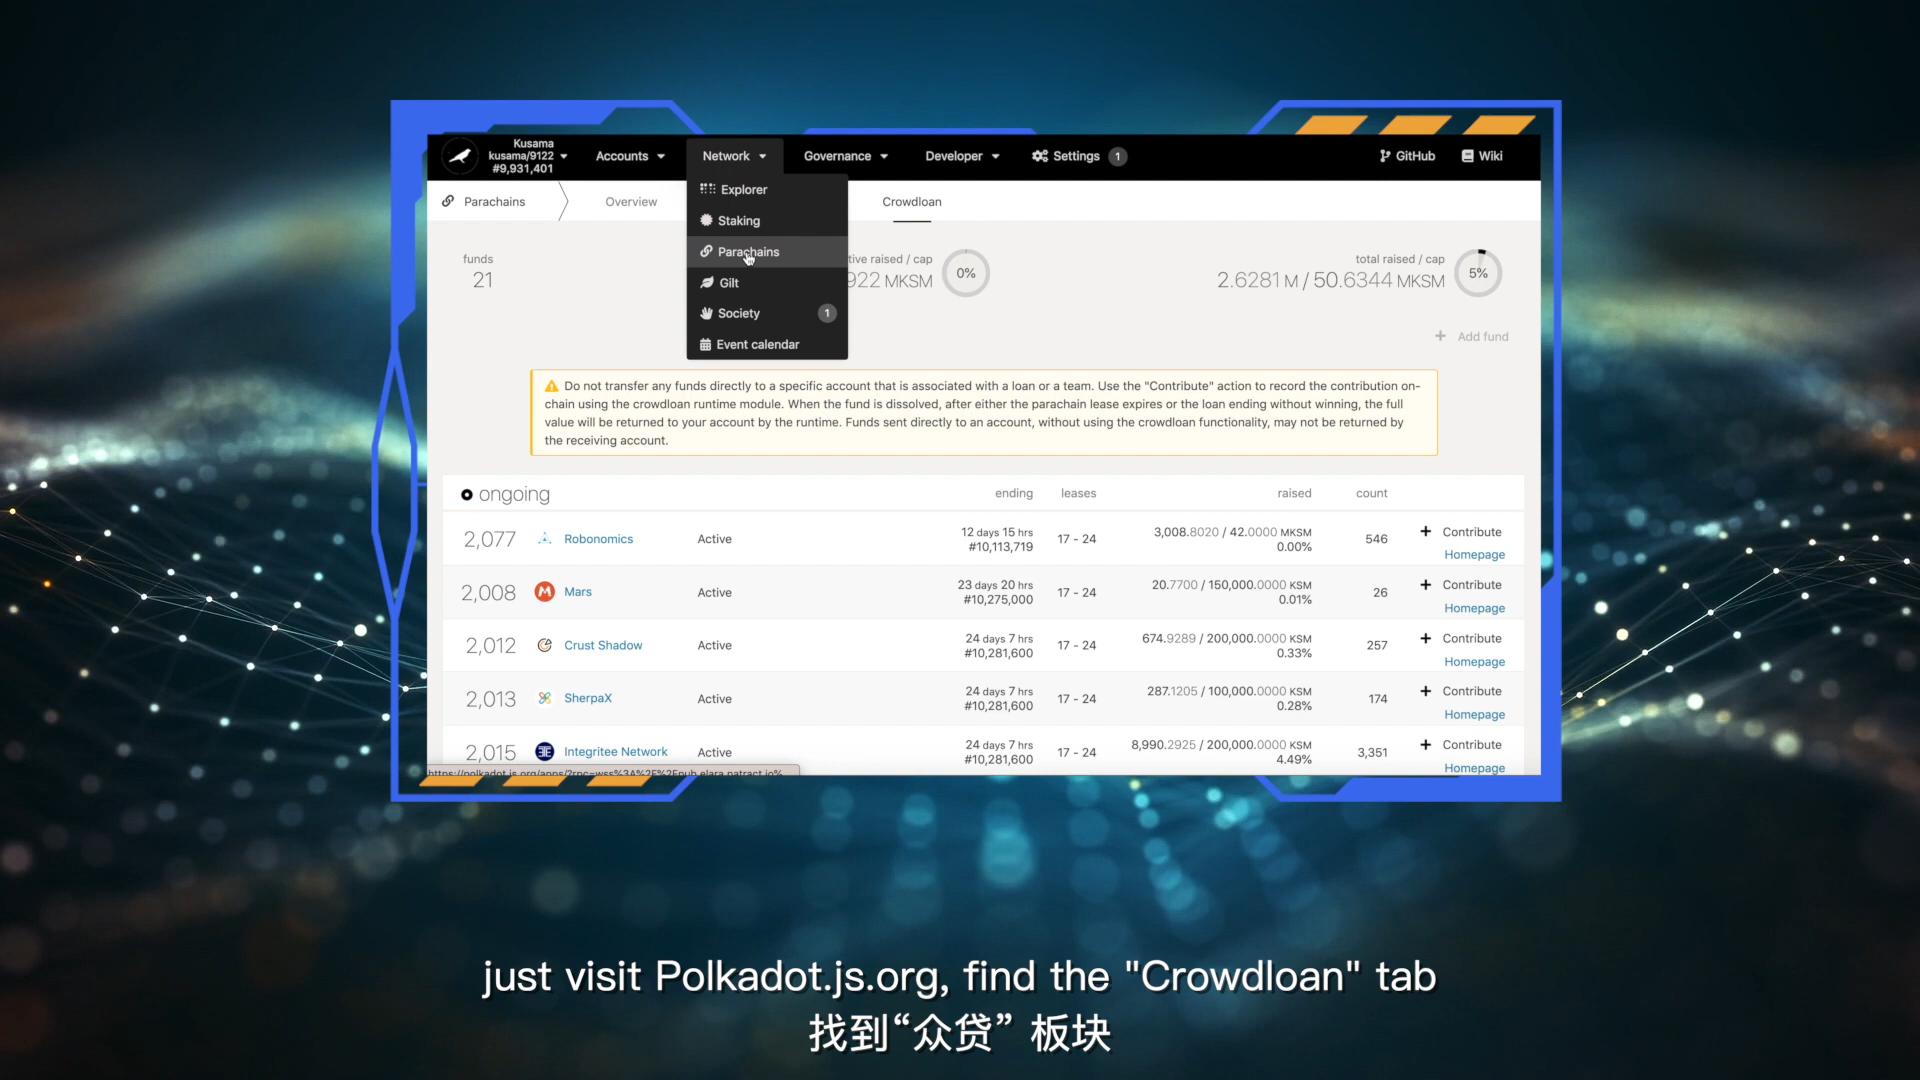 Kusama
kusama/9122
#9,931,401
Accounts
Network
Governance
Developer
Settings 1
GitHub
Wiki
Parachains
Overview
Crowdloan
Explorer
Staking
Parachains
Gilt
Society 1
Event calendar
funds
21
tive raised / cap
922 MKSM
0%
total raised / cap
2.6281 M / 50.6344 MKSM
5%
+ Add fund
Do not transfer any funds directly to a specific account that is associated with a loan or a team. Use the "Contribute" action to record the contribution on-
chain using the crowdloan runtime module. When the fund is dissolved, after either the parachain lease expires or the loan ending without winning, the full
value will be returned to your account by the runtime. Funds sent directly to an account, without using the crowdloan functionality, may not be returned by
the receiving account.
ongoing ending leases raised count
2,077 Robonomics Active 12 days 15 hrs 17 - 24 3,008.8020 / 42.0000 MKSM 546 + Contribute
#10,113,719 0.00% Homepage
2,008 Mars Active 23 days 20 hrs 17 - 24 20.7700 / 150,000.0000 KSM 26 + Contribute
#10,275,000 0.01% Homepage
2,012 Crust Shadow Active 24 days 7 hrs 17 - 24 674.9289 / 200,000.0000 KSM 257 + Contribute
#10,281,600 0.33% Homepage
2,013 SherpaX Active 24 days 7 hrs 17 - 24 287.1205 / 100,000.0000 KSM 174 + Contribute
#10,281,600 0.28% Homepage
2,015 Integritee Network Active 24 days 7 hrs 17 - 24 8,990.2925 / 200,000.0000 KSM 3,351 + Contribute
#10,281,600 4.49% Homepage
https://polkadot.js.org/apps/?rpc=wss%3A%2F%2Fpub.elara.patract.io%
just visit Polkadot.js.org, find the "Crowdloan" tab
找到“众贷” 板块